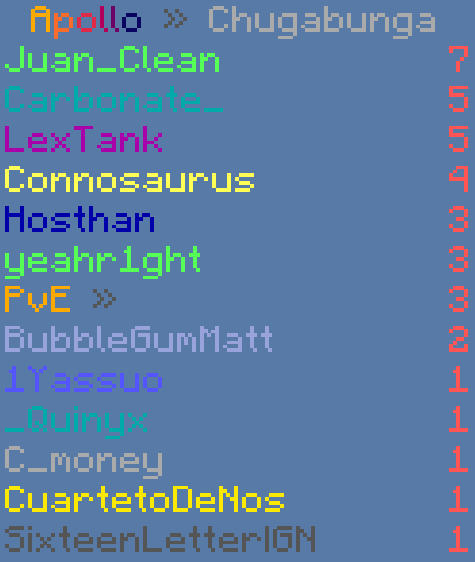 Apollo » Chugabunga
Juan_Clean 7
Carbonate_ 5
LexTank 5
Connosaurus 4
Hosthan 3
yeahr1ght 3
PvE » 3
BubbleGumMatt 2
1Yassuo 1
_Quinyx 1
C_money 1
CuartetoDeNos 1
SixteenLetterIGN 1